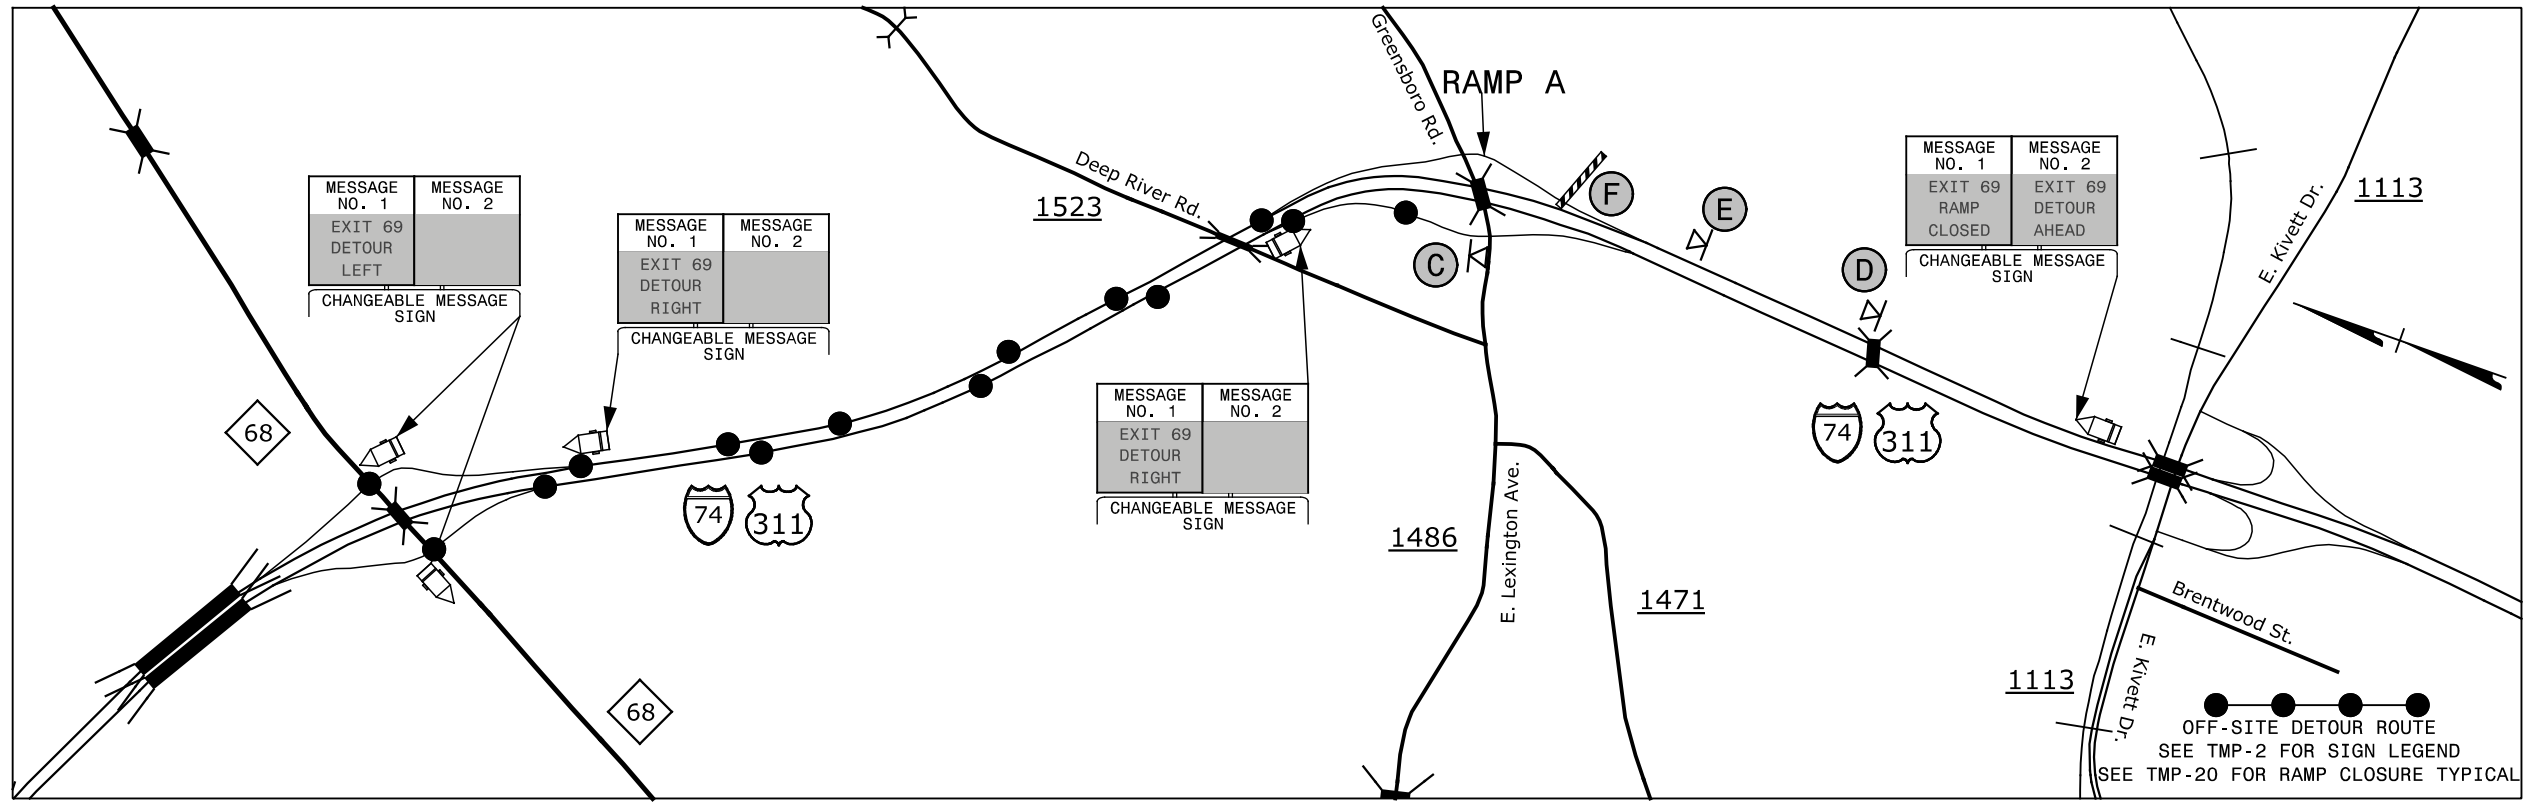 Greensboro Rd.
RAMP A
Deep River Rd.
1523
F
E
C
D
MESSAGE NO. 1
MESSAGE NO. 2
EXIT 69
DETOUR
LEFT
CHANGEABLE MESSAGE
SIGN
MESSAGE NO. 1
MESSAGE NO. 2
EXIT 69
DETOUR
RIGHT
CHANGEABLE MESSAGE
SIGN
MESSAGE NO. 1
MESSAGE NO. 2
EXIT 69
RAMP
CLOSED
EXIT 69
DETOUR
AHEAD
CHANGEABLE MESSAGE
SIGN
1113
E. Kivett Dr.
MESSAGE NO. 1
MESSAGE NO. 2
EXIT 69
DETOUR
RIGHT
CHANGEABLE MESSAGE
SIGN
68
74
311
74
311
1486
E. Lexington Ave.
1471
68
1113
E. Kivett Dr.
Brentwood St.
OFF-SITE DETOUR ROUTE
SEE TMP-2 FOR SIGN LEGEND
SEE TMP-20 FOR RAMP CLOSURE TYPICAL